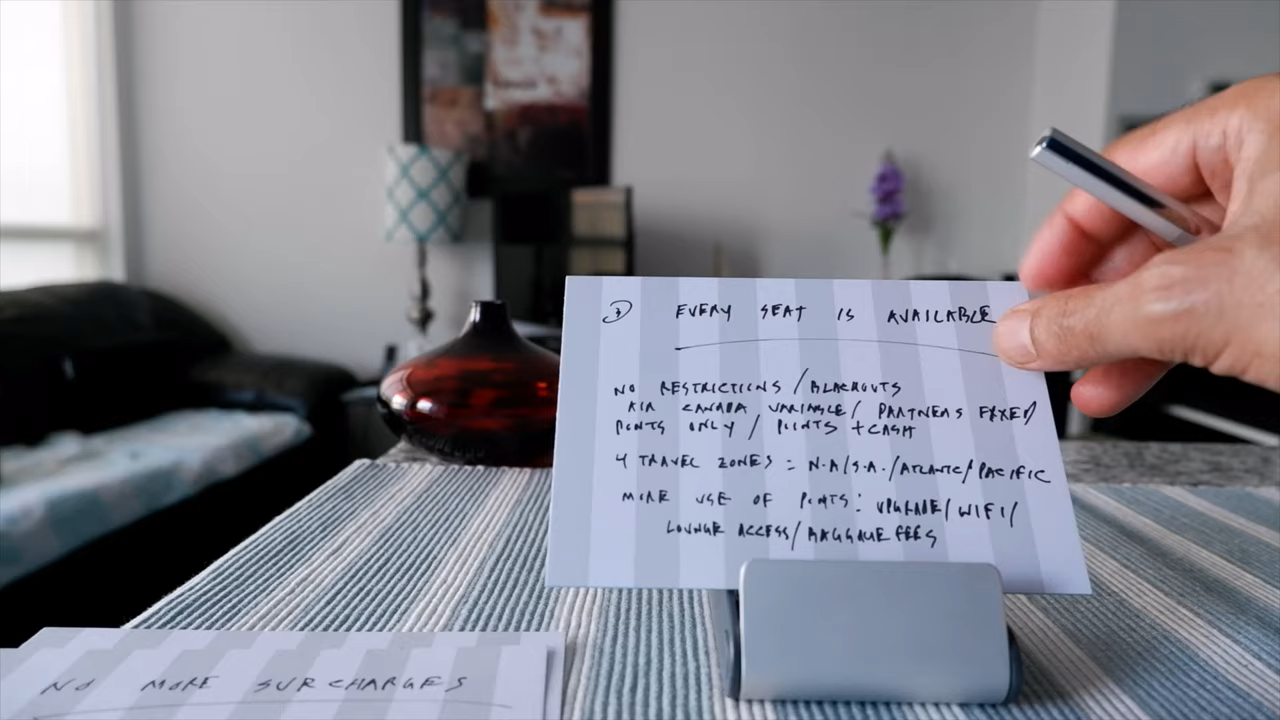 EVERY SEAT IS AVAILABLE
NO RESTRICTIONS / BLACKOUTS
AIR CANADA VARIABLE / PARTNERS FIXED
POINTS ONLY / POINTS + CASH
4 TRAVEL ZONES = N.A/S.A./ATLANTIC/PACIFIC
MORE USE OF POINTS: UPGRADE/WIFI/
LOUNGE ACCESS/BAGGAGE FEES
NO MORE SURCHARGES